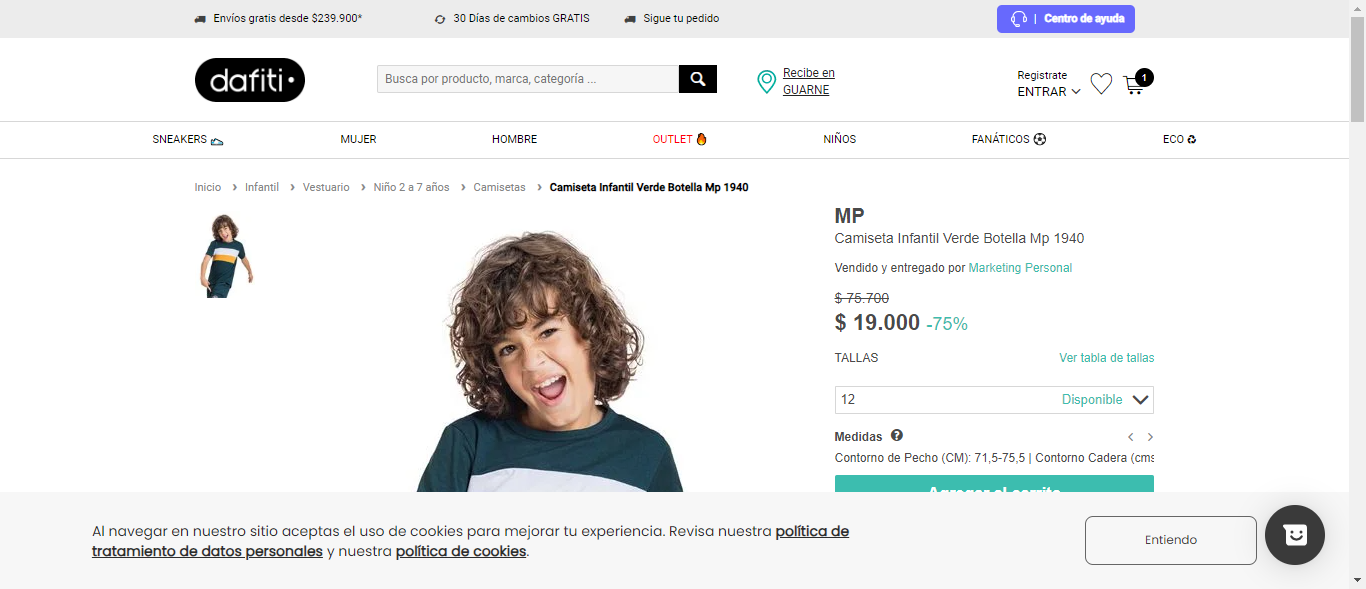 Envíos gratis desde $239.900*
30 Días de cambios GRATIS
Sigue tu pedido
| Centro de ayuda
dafiti
Busca por producto, marca, categoría ...
Recibe en
GUARNE
Registrate
ENTRAR
1
SNEAKERS
MUJER
HOMBRE
OUTLET
NIÑOS
FANÁTICOS
ECO
Inicio › Infantil › Vestuario › Niño 2 a 7 años › Camisetas › Camiseta Infantil Verde Botella Mp 1940
MP
Camiseta Infantil Verde Botella Mp 1940
Vendido y entregado por Marketing Personal
$ 75.700
$ 19.000 -75%
TALLAS
Ver tabla de tallas
12
Disponible
Medidas
Contorno de Pecho (CM): 71,5-75,5 | Contorno Cadera (cms
Agregar al carrito
Al navegar en nuestro sitio aceptas el uso de cookies para mejorar tu experiencia. Revisa nuestra política de
tratamiento de datos personales y nuestra política de cookies.
Entiendo